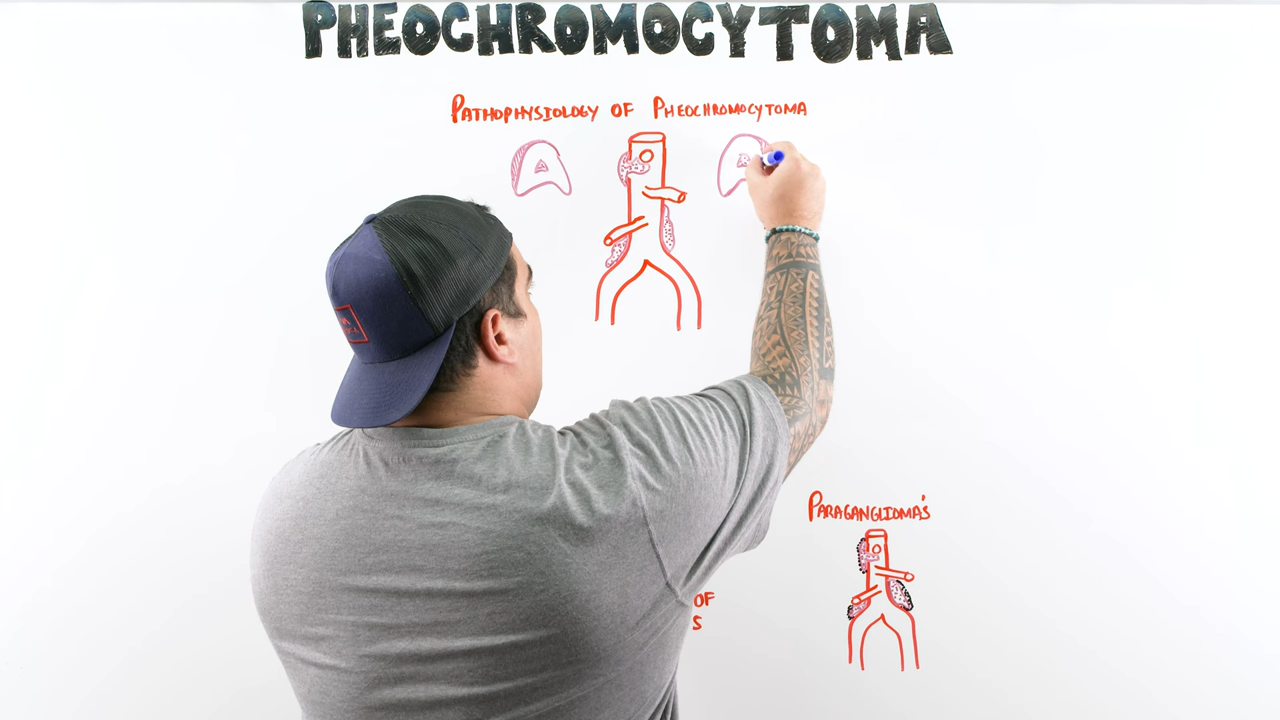 PHEOCHROMOCYTOMA
PATHOPHYSIOLOGY OF PHEOCHROMOCYTOMA
PARAGANGLIOMA'S
OF
S